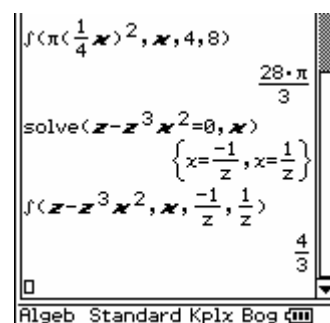 ∫(π(1/4 x)², x, 4, 8)
28·π/3
solve(z-z³x²=0, x)
{x=-1/z, x=1/z}
∫(z-z³x², x, -1/z, 1/z)
4/3
Algeb Standard Kplx Bog